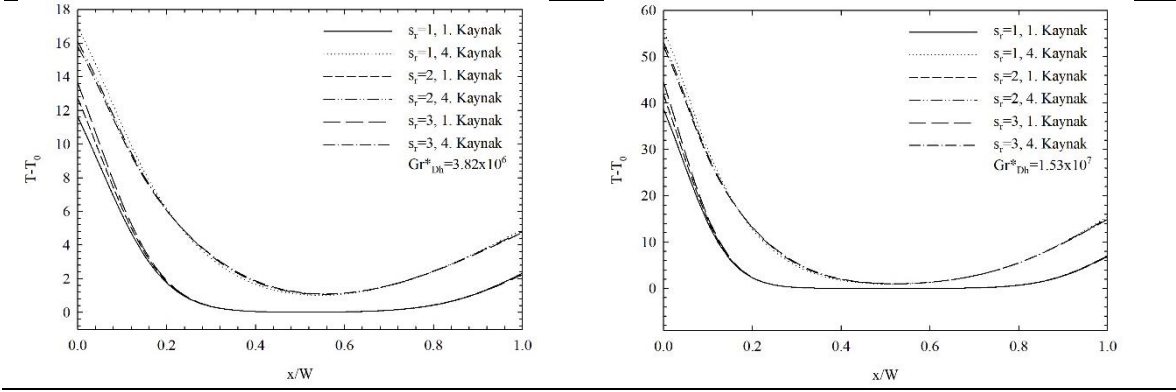 18
16
14
12
10
8
6
4
2
0
T-T₀
0.0 0.2 0.4 0.6 0.8 1.0
x/W
sᵣ=1, 1. Kaynak
sᵣ=1, 4. Kaynak
sᵣ=2, 1. Kaynak
sᵣ=2, 4. Kaynak
sᵣ=3, 1. Kaynak
sᵣ=3, 4. Kaynak
Gr*Dh=3.82x10⁶
60
50
40
30
20
10
0
T-T₀
0.0 0.2 0.4 0.6 0.8 1.0
x/W
sᵣ=1, 1. Kaynak
sᵣ=1, 4. Kaynak
sᵣ=2, 1. Kaynak
sᵣ=2, 4. Kaynak
sᵣ=3, 1. Kaynak
sᵣ=3, 4. Kaynak
Gr*Dh=1.53x10⁷